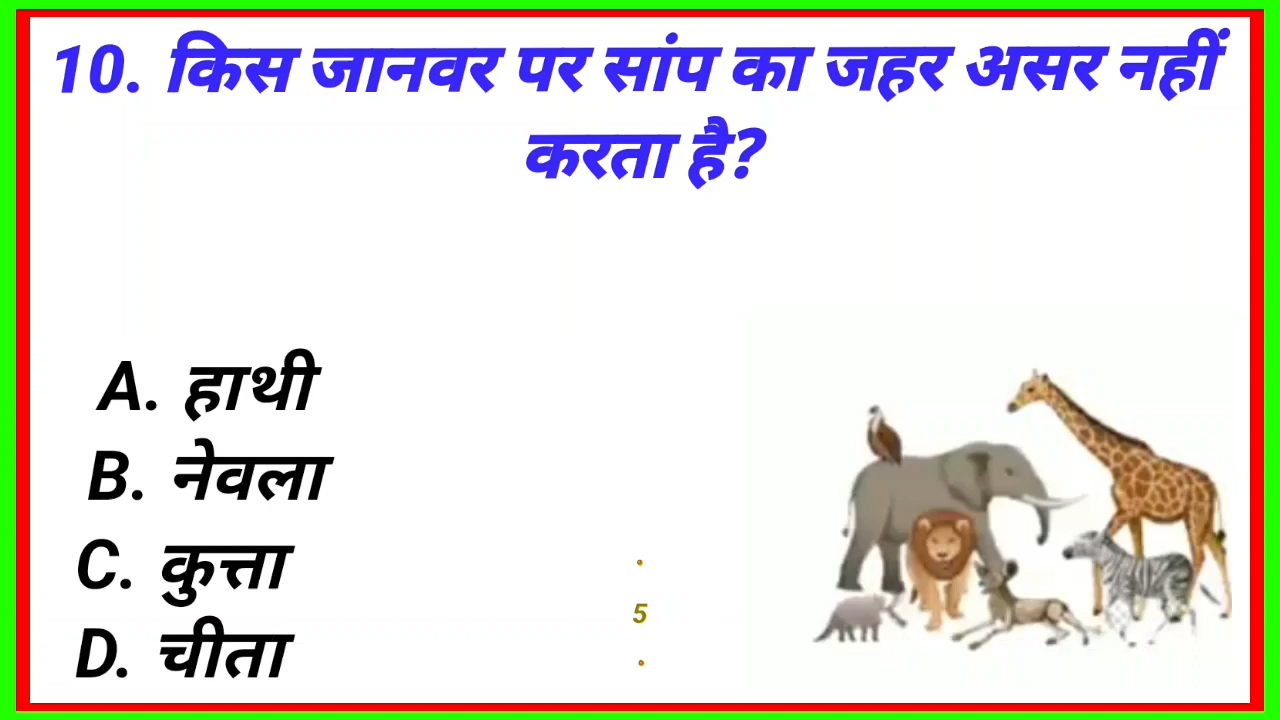 10. किस जानवर पर सांप का जहर असर नहीं
करता है?
A. हाथी
B. नेवला
C. कुत्ता
D. चीता
5